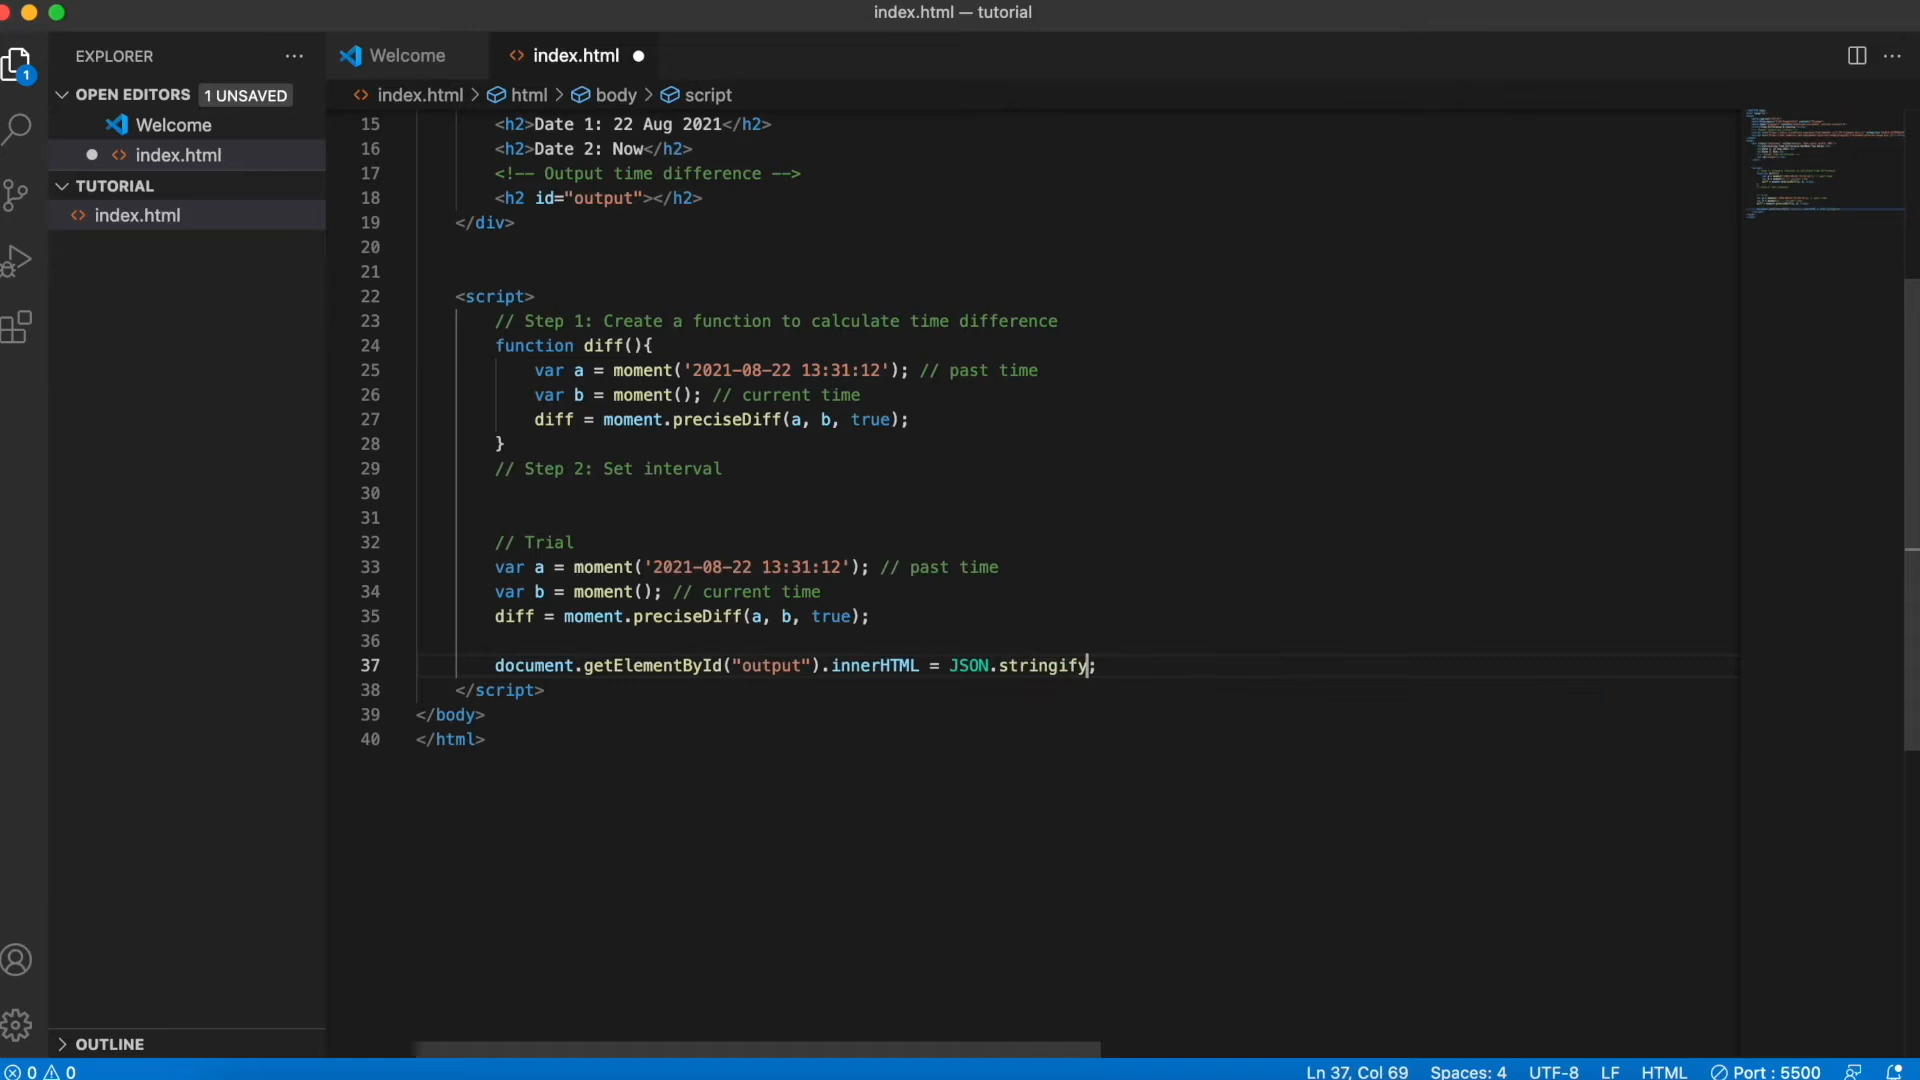 index.html — tutorial
EXPLORER
Welcome
index.html
OPEN EDITORS 1 UNSAVED
index.html > html > body > script
Welcome
index.html
TUTORIAL
index.html
1
15 <h2>Date 1: 22 Aug 2021</h2>
16 <h2>Date 2: Now</h2>
17 <!-- Output time difference -->
18 <h2 id="output"></h2>
19 </div>
20
21
22 <script>
23 // Step 1: Create a function to calculate time difference
24 function diff(){
25 var a = moment('2021-08-22 13:31:12'); // past time
26 var b = moment(); // current time
27 diff = moment.preciseDiff(a, b, true);
28 }
29 // Step 2: Set interval
30
31
32 // Trial
33 var a = moment('2021-08-22 13:31:12'); // past time
34 var b = moment(); // current time
35 diff = moment.preciseDiff(a, b, true);
36
37 document.getElementById("output").innerHTML = JSON.stringify;
38 </script>
39 </body>
40 </html>
OUTLINE
0 0
Ln 37, Col 69 Spaces: 4 UTF-8 LF HTML Port : 5500